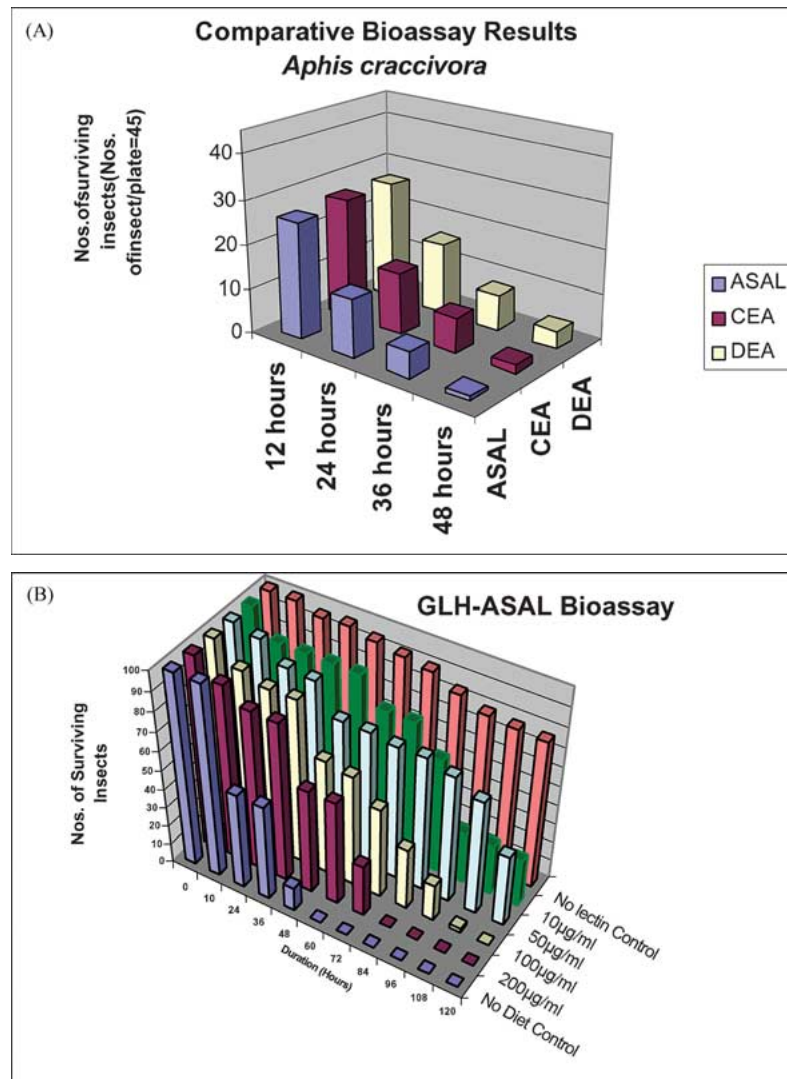 (A)
Comparative Bioassay Results
Aphis craccivora
Nos.ofsurviving
insects(Nos.
ofinsect/plate=45)
40
30
20
10
0
12 hours
24 hours
36 hours
48 hours
ASAL
CEA
DEA
ASAL
CEA
DEA
(B)
GLH-ASAL Bioassay
Nos. of Surviving
Insects
100
90
80
70
60
50
40
30
20
10
0
0
10
24
36
48
60
72
84
96
108
120
Duration (Hours)
No lectin Control
10µg/ml
50µg/ml
100µg/ml
200µg/ml
No Diet Control